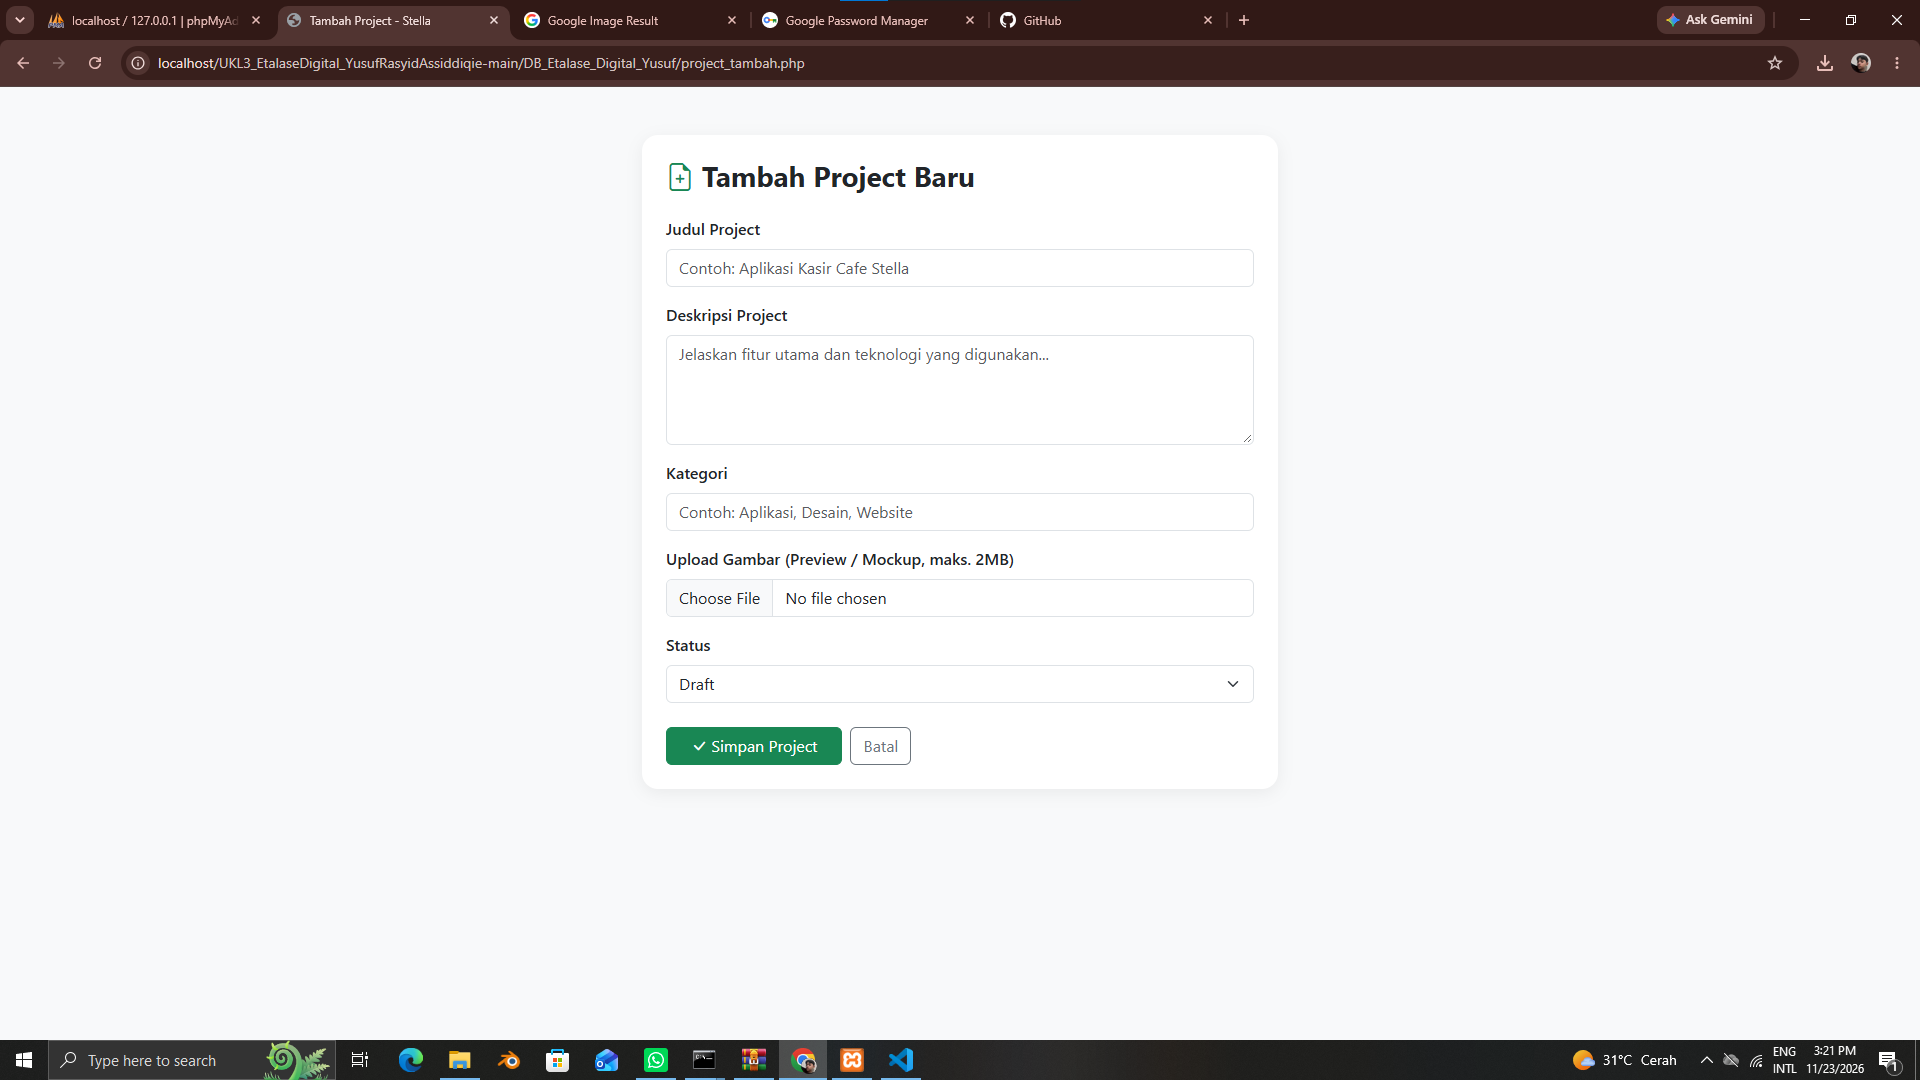 localhost / 127.0.0.1 | phpMyAd
Tambah Project - Stella
Google Image Result
Google Password Manager
GitHub
Ask Gemini
localhost/UKL3_EtalaseDigital_YusufRasyidAssiddiqie-main/DB_Etalase_Digital_Yusuf/project_tambah.php
Tambah Project Baru
Judul Project
Contoh: Aplikasi Kasir Cafe Stella
Deskripsi Project
Jelaskan fitur utama dan teknologi yang digunakan...
Kategori
Contoh: Aplikasi, Desain, Website
Upload Gambar (Preview / Mockup, maks. 2MB)
Choose File No file chosen
Status
Draft
Simpan Project Batal
Type here to search
31°C Cerah
ENG
INTL
3:21 PM
11/23/2026
1